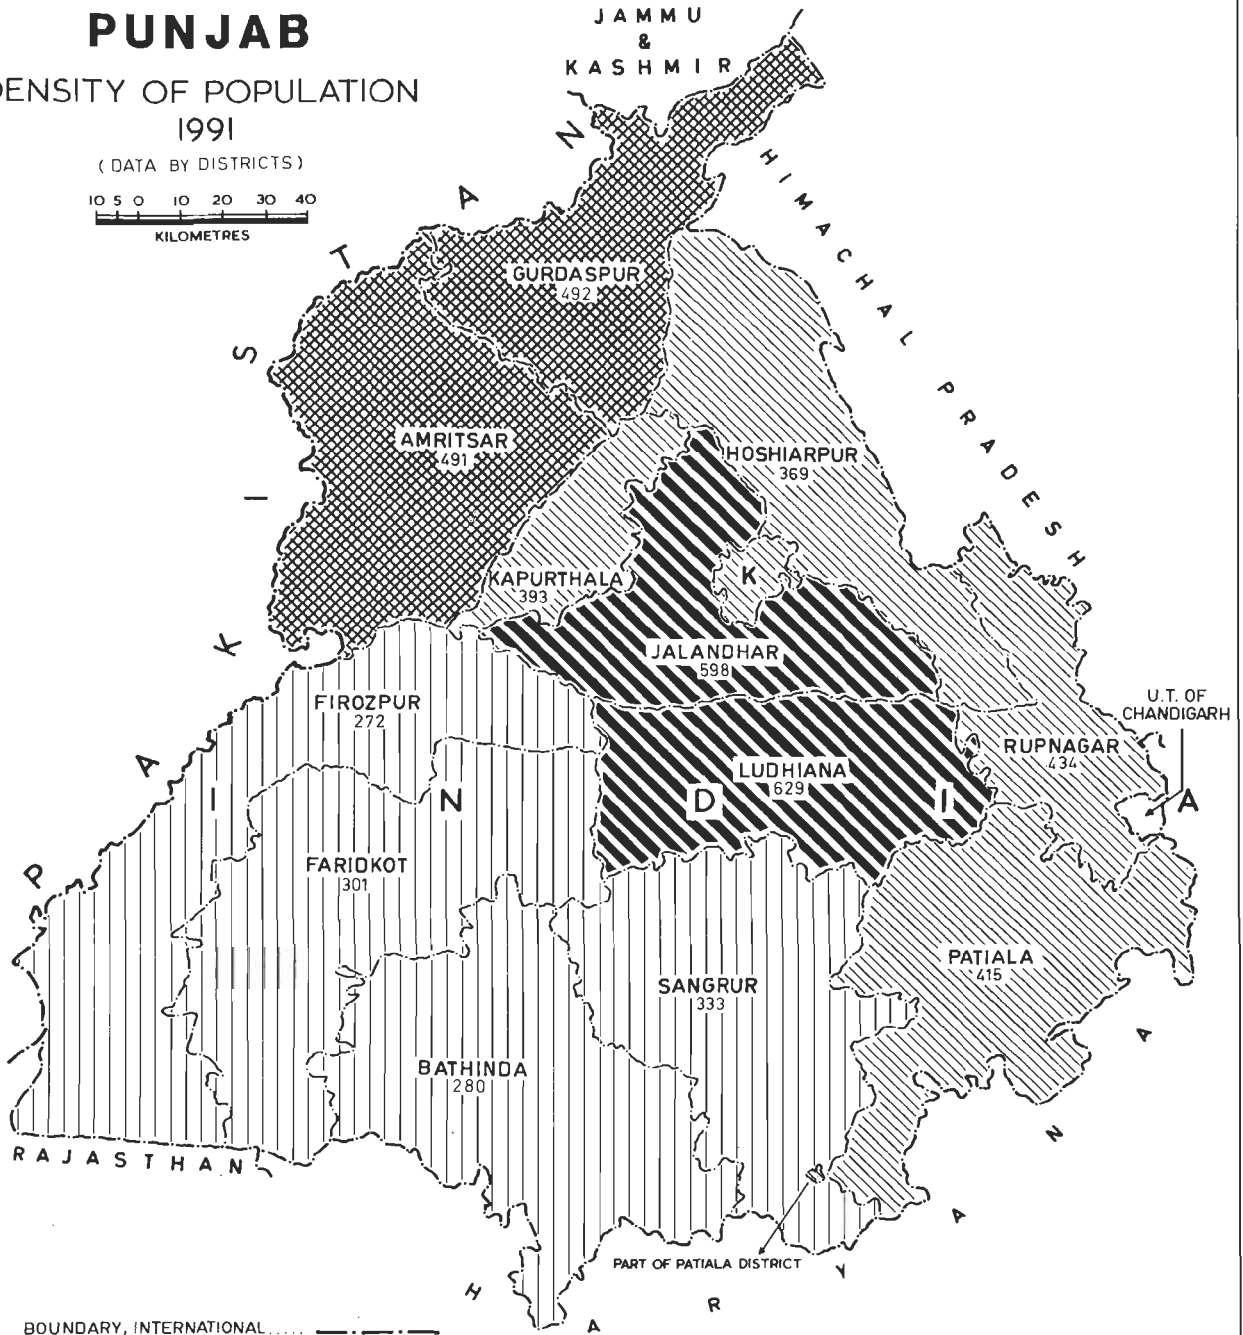 PUNJAB
DENSITY OF POPULATION
1991
( DATA BY DISTRICTS )
10 5 0 10 20 30 40
KILOMETRES
JAMMU
&
KASHMIR
PAKISTAN
HIMACHAL PRADESH
GURDASPUR
492
AMRITSAR
491
HOSHIARPUR
369
KAPURTHALA
393
K
JALANDHAR
598
FIROZPUR
272
U.T. OF
CHANDIGARH
RUPNAGAR
434
LUDHIANA
629
INDIA
FARIDKOT
301
PATIALA
415
SANGRUR
333
BATHINDA
280
RAJASTHAN
HARYANA
PART OF PATIALA DISTRICT
BOUNDARY, INTERNATIONAL.....